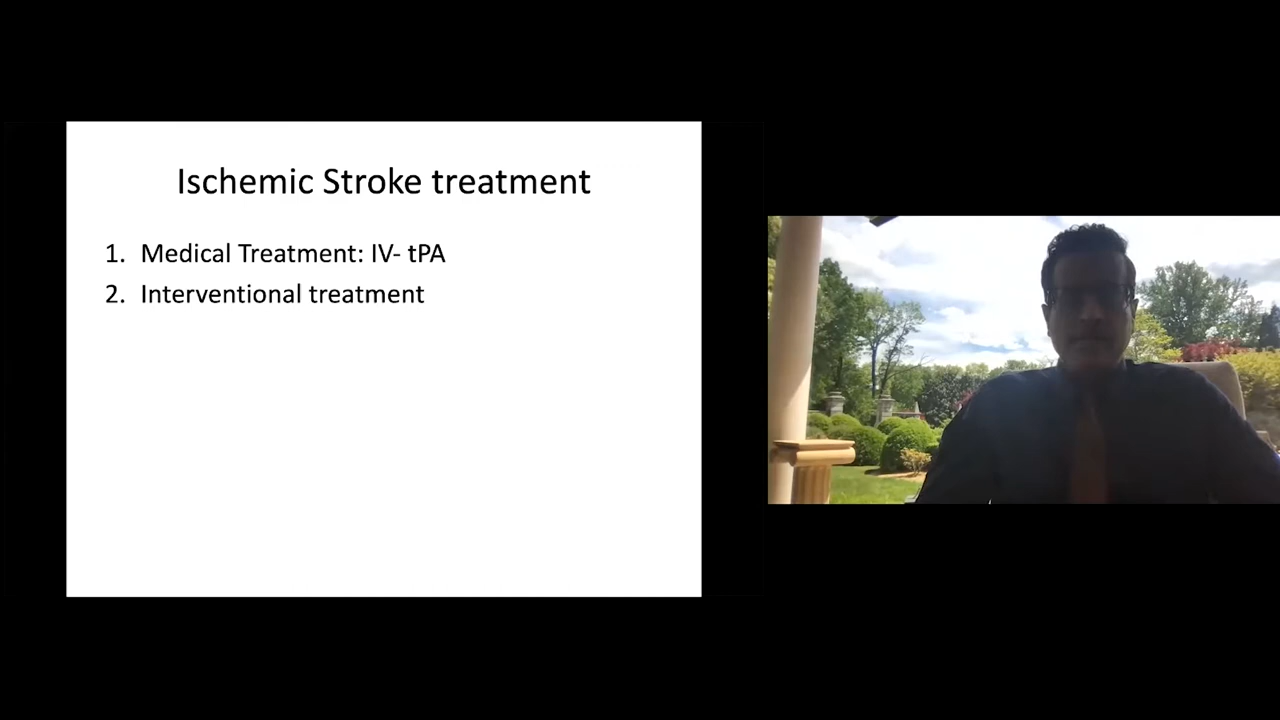 Ischemic Stroke treatment
1. Medical Treatment: IV- tPA
2. Interventional treatment